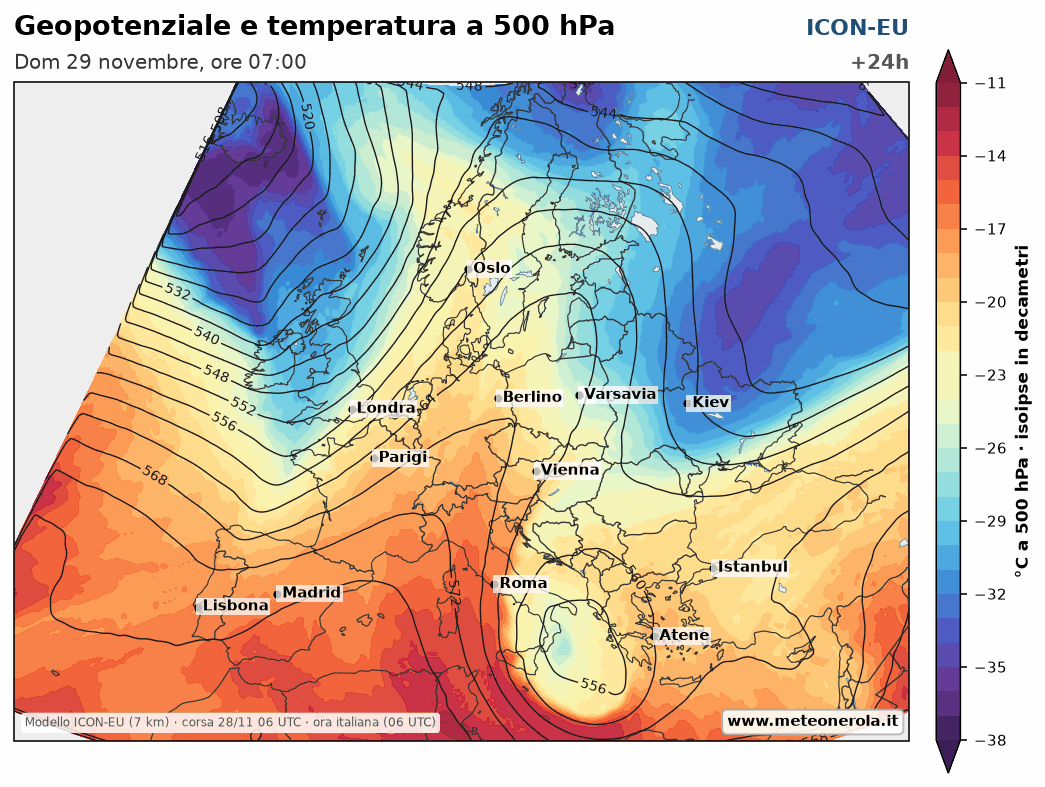 Geopotenziale e temperatura a 500 hPa
ICON-EU
Dom 29 novembre, ore 07:00
+24h
548
544
520
508
516
532
540
548
552
556
568
572
560
556
Oslo
Berlino
Varsavia
Kiev
Londra
Parigi
Vienna
Istanbul
Roma
Madrid
Lisbona
Atene
−11
−14
−17
−20
−23
−26
−29
−32
−35
−38
°C a 500 hPa · isoipse in decametri
Modello ICON-EU (7 km) · corsa 28/11 06 UTC · ora italiana (06 UTC)
www.meteonerola.it